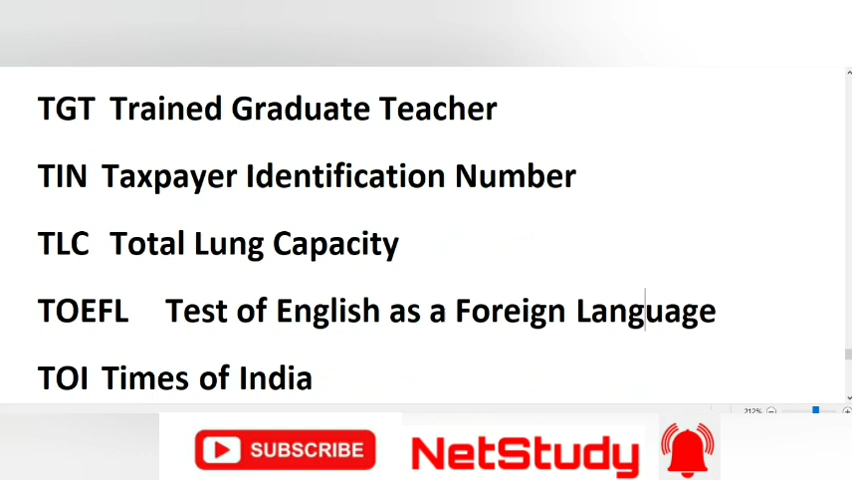 TGT Trained Graduate Teacher
TIN Taxpayer Identification Number
TLC Total Lung Capacity
TOEFL Test of English as a Foreign Language
TOI Times of India
212%
SUBSCRIBE NetStudy